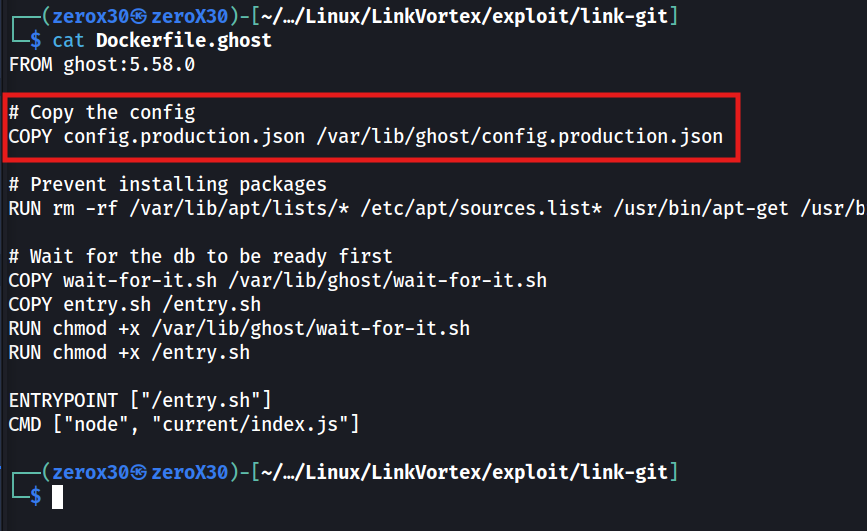 ┌──(zerox30㉿zeroX30)-[~/…/Linux/LinkVortex/exploit/link-git]
└─$ cat Dockerfile.ghost
FROM ghost:5.58.0
# Copy the config
COPY config.production.json /var/lib/ghost/config.production.json
# Prevent installing packages
RUN rm -rf /var/lib/apt/lists/* /etc/apt/sources.list* /usr/bin/apt-get /usr/b
# Wait for the db to be ready first
COPY wait-for-it.sh /var/lib/ghost/wait-for-it.sh
COPY entry.sh /entry.sh
RUN chmod +x /var/lib/ghost/wait-for-it.sh
RUN chmod +x /entry.sh
ENTRYPOINT ["/entry.sh"]
CMD ["node", "current/index.js"]
┌──(zerox30㉿zeroX30)-[~/…/Linux/LinkVortex/exploit/link-git]
└─$